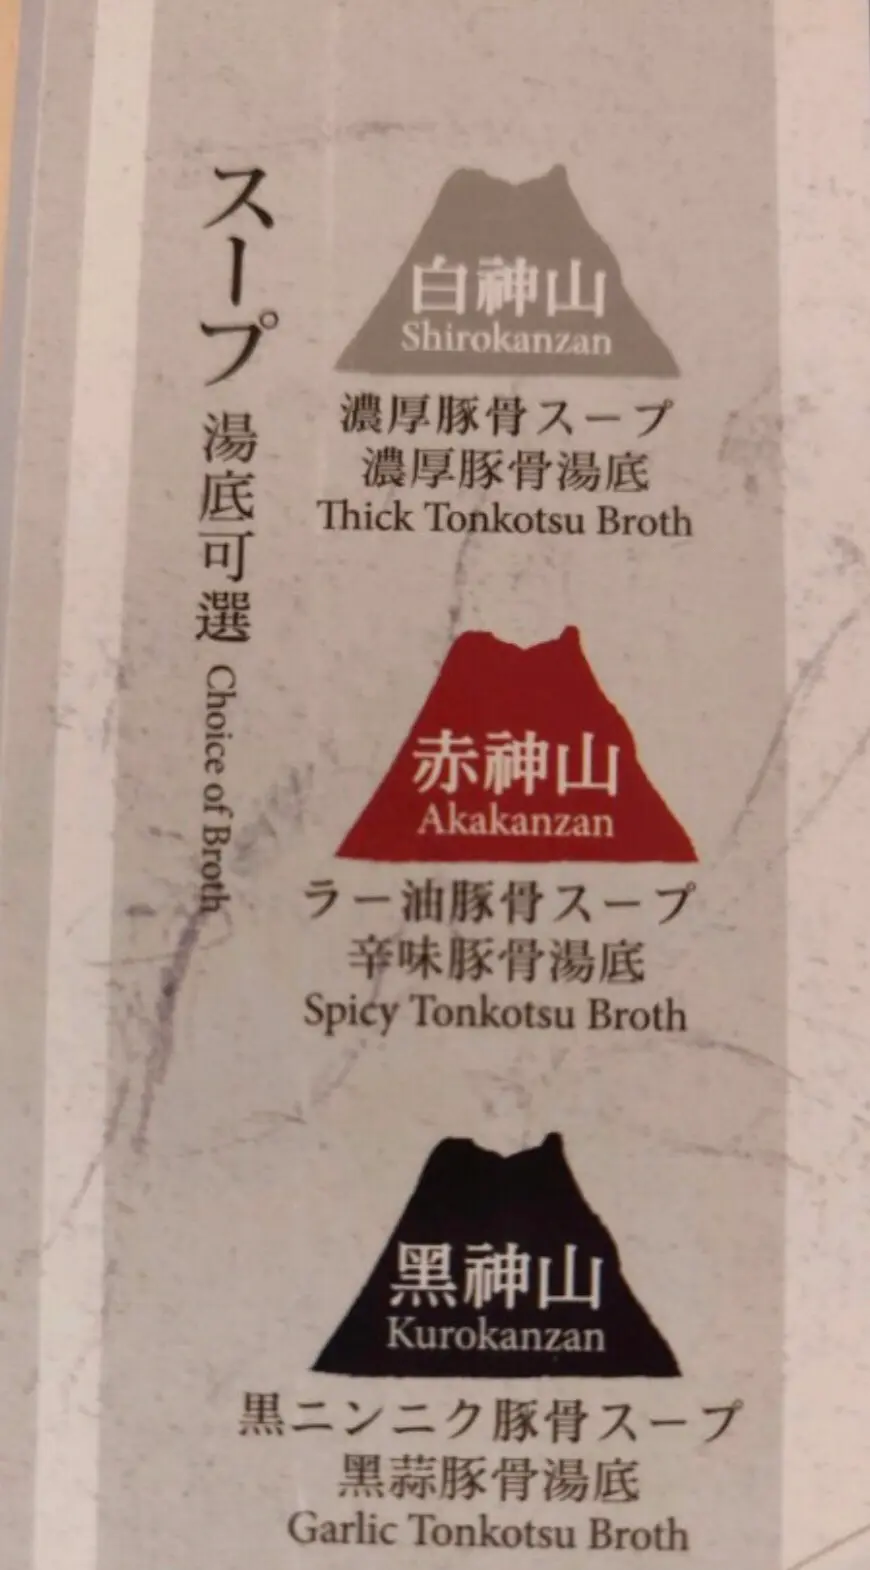 スープ 湯底可選 Choice of Broth
白神山
Shirokanzan
濃厚豚骨スープ
濃厚豚骨湯底
Thick Tonkotsu Broth
赤神山
Akakanzan
ラー油豚骨スープ
辛味豚骨湯底
Spicy Tonkotsu Broth
黑神山
Kurokanzan
黒ニンニク豚骨スープ
黑蒜豚骨湯底
Garlic Tonkotsu Broth